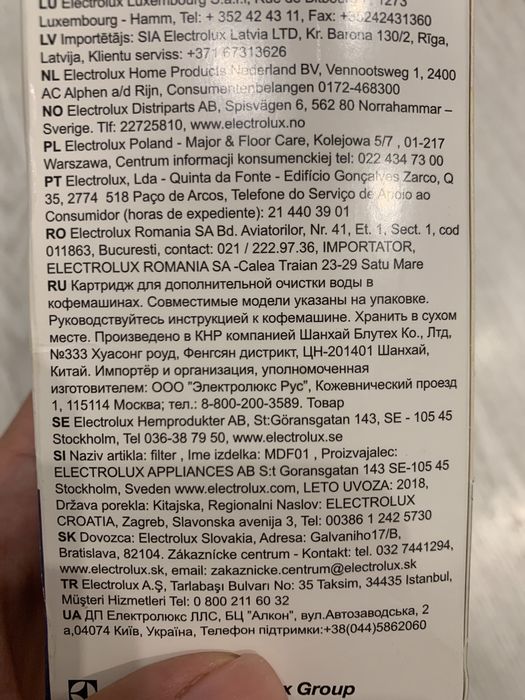 LU Electrolux Luxembourg S.a.r.l, Rue de 1273
Luxembourg - Hamm, Tel: + 352 42 43 11, Fax: +35242431360
LV Importētājs: SIA Electrolux Latvia LTD, Kr. Barona 130/2, Rīga,
Latvija, Klientu serviss: +371 67313626
NL Electrolux Home Products Nederland BV, Vennootsweg 1, 2400
AC Alphen a/d Rijn, Consumentenbelangen 0172-468300
NO Electrolux Distriparts AB, Spisvägen 6, 562 80 Norrahammar –
Sverige. Tlf: 22725810, www.electrolux.no
PL Electrolux Poland - Major & Floor Care, Kolejowa 5/7 , 01-217
Warszawa, Centrum informacji konsumenckiej tel: 022 434 73 00
PT Electrolux, Lda - Quinta da Fonte - Edifício Gonçalves Zarco, Q
35, 2774 518 Paço de Arcos, Telefone do Serviço de Apoio ao
Consumidor (horas de expediente): 21 440 39 01
RO Electrolux Romania SA Bd. Aviatorilor, Nr. 41, Et. 1, Sect. 1, cod
011863, Bucuresti, contact: 021 / 222.97.36, IMPORTATOR,
ELECTROLUX ROMANIA SA -Calea Traian 23-29 Satu Mare
RU Картридж для дополнительной очистки воды в
кофемашинах. Совместимые модели указаны на упаковке.
Руководствуйтесь инструкцией к кофемашине. Хранить в сухом
месте. Произведено в КНР компанией Шанхай Блутех Ко., Лтд,
№333 Хуасонг роуд, Фенгсян дистрикт, ЦН-201401 Шанхай,
Китай. Импортёр и организация, уполномоченная
изготовителем: ООО "Электролюкс Рус", Кожевнический проезд
1, 115114 Москва; тел.: 8-800-200-3589. Товар
SE Electrolux Hemprodukter AB, St:Göransgatan 143, SE - 105 45
Stockholm, Tel 036-38 79 50, www.electrolux.se
SI Naziv artikla: filter , Ime izdelka: MDF01 , Proizvajalec:
ELECTROLUX APPLIANCES AB S:t Goransgatan 143 SE-105 45
Stockholm, Sveden www.electrolux.com, LETO UVOZA: 2018,
Država porekla: Kitajska, Regionalni Naslov: ELECTROLUX
CROATIA, Zagreb, Slavonska avenija 3, Tel: 00386 1 242 5730
SK Dovozca: Electrolux Slovakia, Adresa: Galvaniho17/B,
Bratislava, 82104. Zákaznícke centrum - Kontakt: tel. 032 7441294,
www.electrolux.sk, email: zakaznicke.centrum@electrolux.sk
TR Electrolux A.Ş, Tarlabaşı Bulvarı No: 35 Taksim, 34435 Istanbul,
Müşteri Hizmetleri Tel: 0 800 211 60 32
UA ДП Електролюкс ЛЛС, БЦ "Алкон", вул.Автозаводська, 2
а,04074 Київ, Україна, Телефон підтримки:+38(044)5862060
x Group